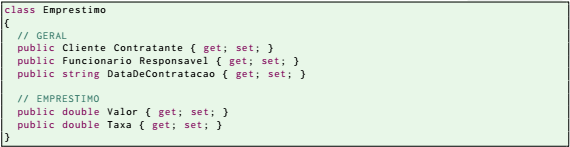 class Emprestimo
{
// GERAL
public Cliente Contratante { get; set; }
public Funcionario Responsavel { get; set; }
public string DataDeContratacao { get; set; }
// EMPRESTIMO
public double Valor { get; set; }
public double Taxa { get; set; }
}